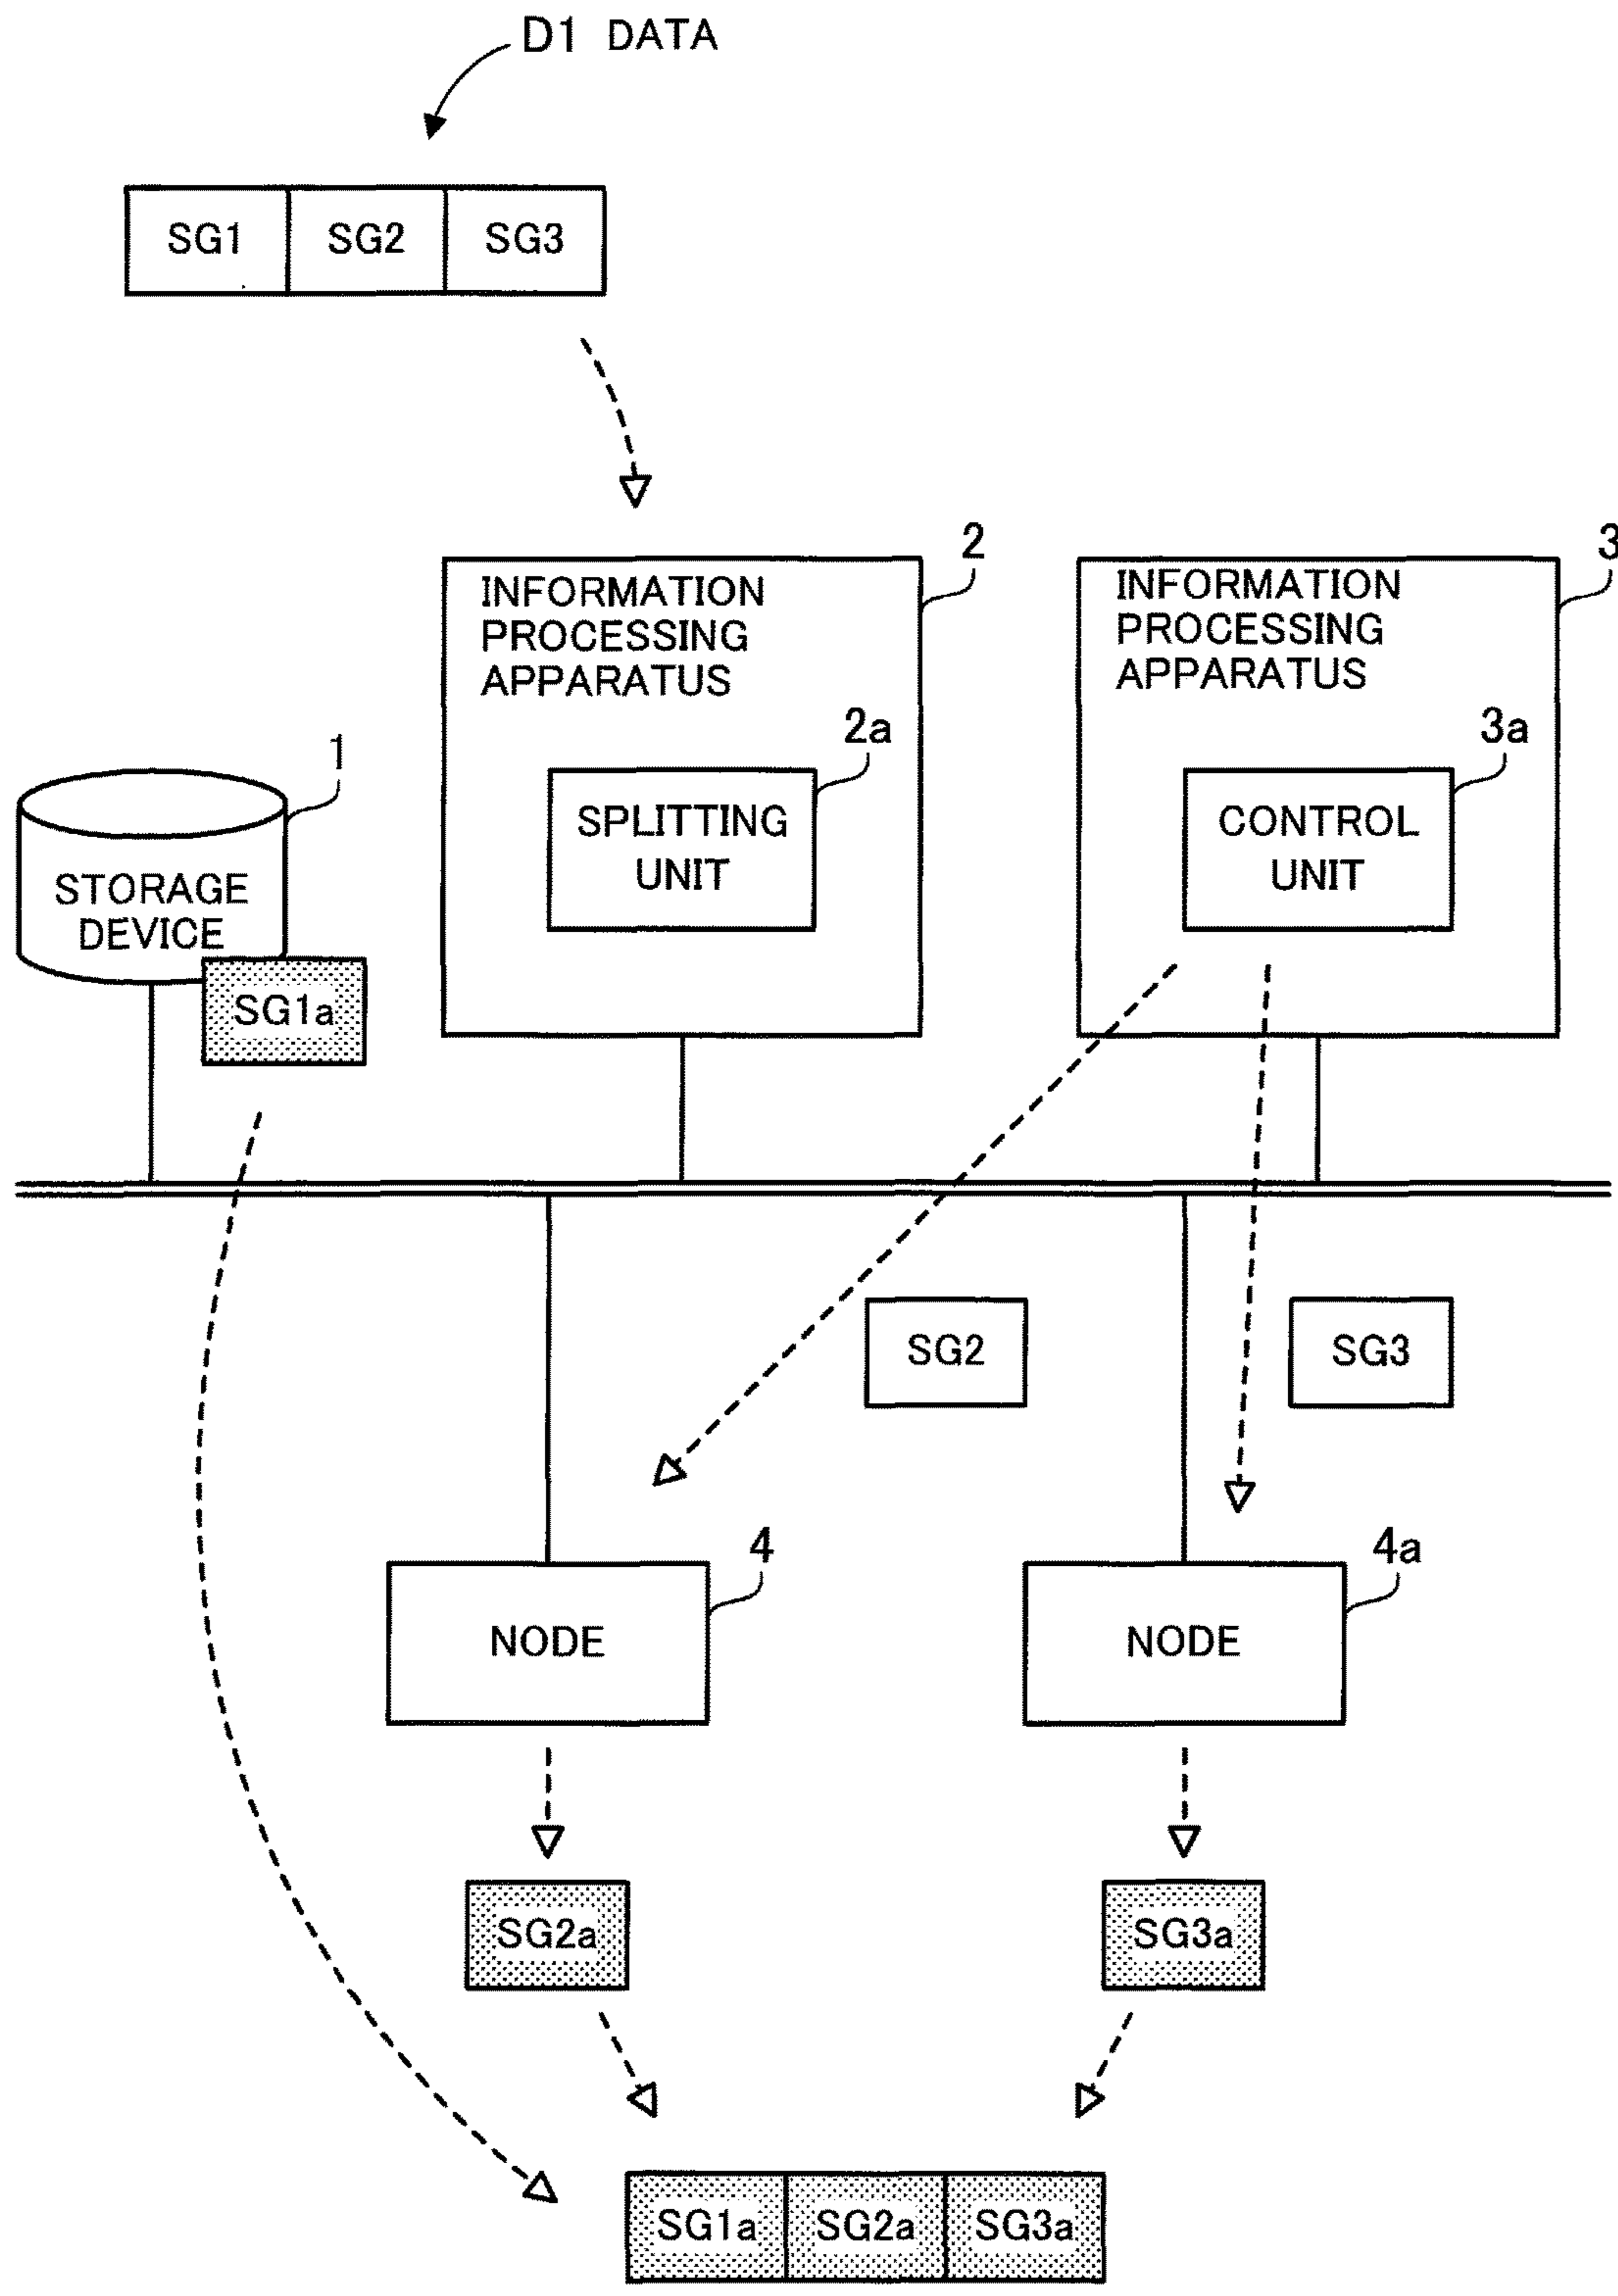 D1 DATA
SG1 SG2 SG3
2
3
INFORMATION
PROCESSING
APPARATUS
INFORMATION
PROCESSING
APPARATUS
2a
3a
1
SPLITTING
UNIT
CONTROL
UNIT
STORAGE
DEVICE
SG1a
SG2
SG3
4
4a
NODE
NODE
SG2a
SG3a
SG1a SG2a SG3a